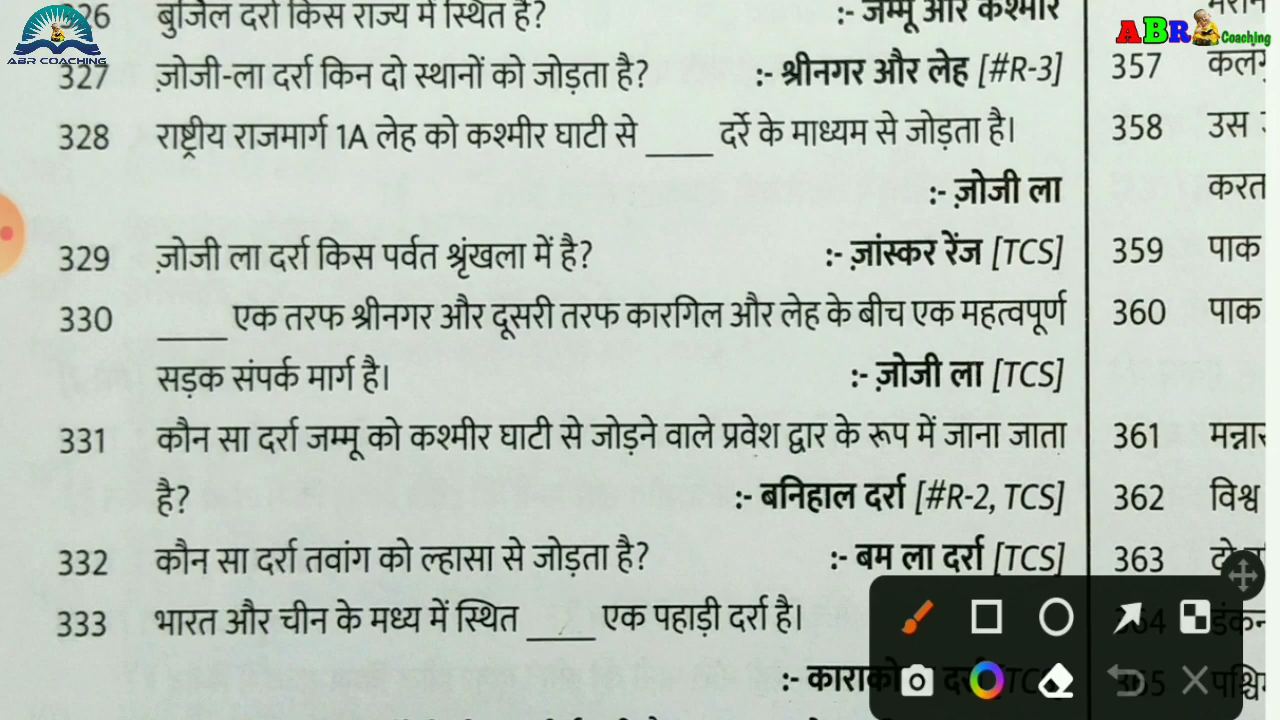 ABR COACHING
ABR Coaching
326 बुर्जिल दर्रा किस राज्य में स्थित है? :- जम्मू और कश्मीर
327 ज़ोजी-ला दर्रा किन दो स्थानों को जोड़ता है? :- श्रीनगर और लेह [#R-3]
328 राष्ट्रीय राजमार्ग 1A लेह को कश्मीर घाटी से ____ दर्रे के माध्यम से जोड़ता है।
:- ज़ोजी ला
329 ज़ोजी ला दर्रा किस पर्वत श्रृंखला में है? :- ज़ांस्कर रेंज [TCS]
330 ____ एक तरफ श्रीनगर और दूसरी तरफ कारगिल और लेह के बीच एक महत्वपूर्ण
सड़क संपर्क मार्ग है। :- ज़ोजी ला [TCS]
331 कौन सा दर्रा जम्मू को कश्मीर घाटी से जोड़ने वाले प्रवेश द्वार के रूप में जाना जाता
है? :- बनिहाल दर्रा [#R-2, TCS]
332 कौन सा दर्रा तवांग को ल्हासा से जोड़ता है? :- बम ला दर्रा [TCS]
333 भारत और चीन के मध्य में स्थित ____ एक पहाड़ी दर्रा है।
:- काराको
357
358 उस
करत
359 पाक
360 पाक
361
362 विश्व
363
364
365